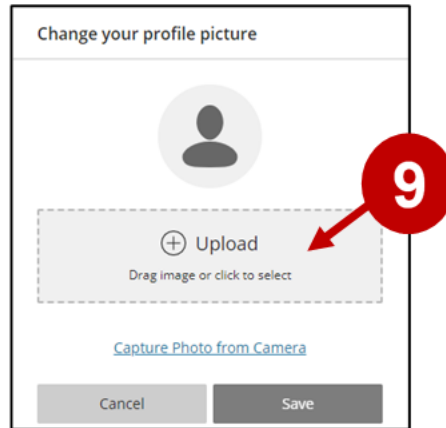 Change your profile picture
9
Upload
Drag image or click to select
Capture Photo from Camera
Cancel Save